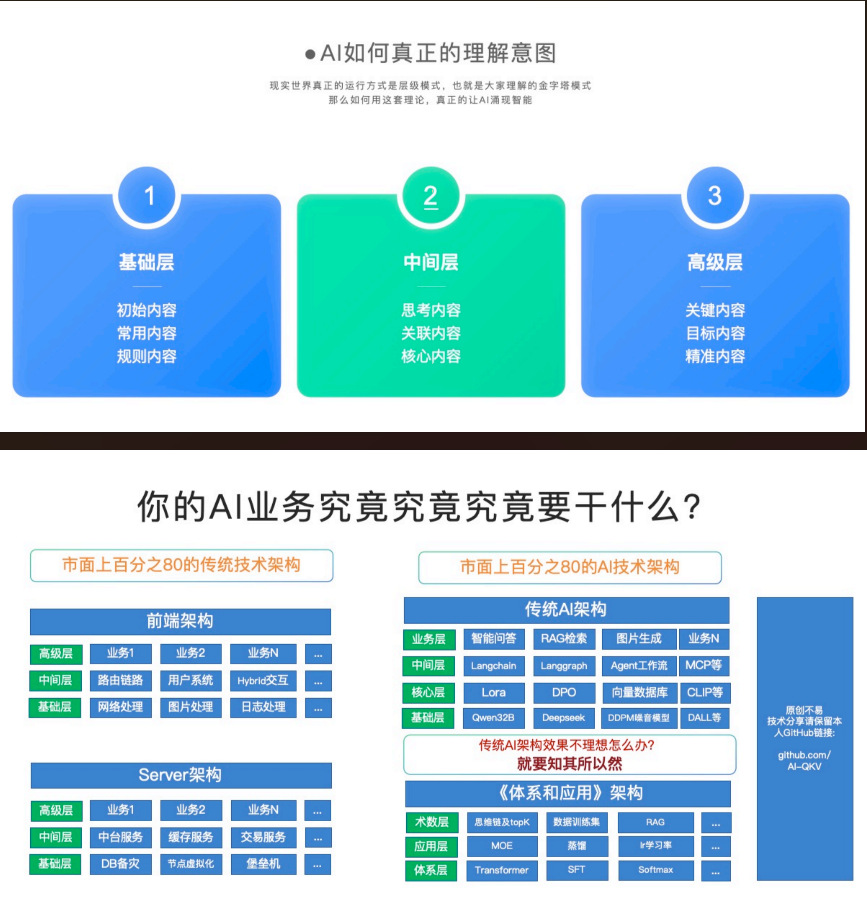 ●AI如何真正的理解意图
现实世界真正的运行方式是层级模式，也就是大家理解的金字塔模式
那么如何用这套理论，真正的让AI涌现智能
1
基础层
初始内容
常用内容
规则内容
2
中间层
思考内容
关联内容
核心内容
3
高级层
关键内容
目标内容
精准内容
你的AI业务究竟究竟究竟要干什么?
市面上百分之80的传统技术架构
前端架构
高级层 业务1 业务2 业务N ...
中间层 路由链路 用户系统 Hybrid交互 ...
基础层 网络处理 图片处理 日志处理 ...
Server架构
高级层 业务1 业务2 业务N ...
中间层 中台服务 缓存服务 交易服务 ...
基础层 DB备灾 节点虚拟化 堡垒机 ...
市面上百分之80的AI技术架构
传统AI架构
业务层 智能问答 RAG检索 图片生成 业务N
中间层 Langchain Langgraph Agent工作流 MCP等
核心层 Lora DPO 向量数据库 CLIP等
基础层 Qwen32B Deepseek DDPM噪音模型 DALL等
传统AI架构效果不理想怎么办?
就要知其所以然
《体系和应用》架构
术数层 思维链及topK 数据训练集 RAG ...
应用层 MOE 蒸馏 lr学习率 ...
体系层 Transformer SFT Softmax ...
原创不易
技术分享请保留本
人GitHub链接:
github.com/
AI-QKV